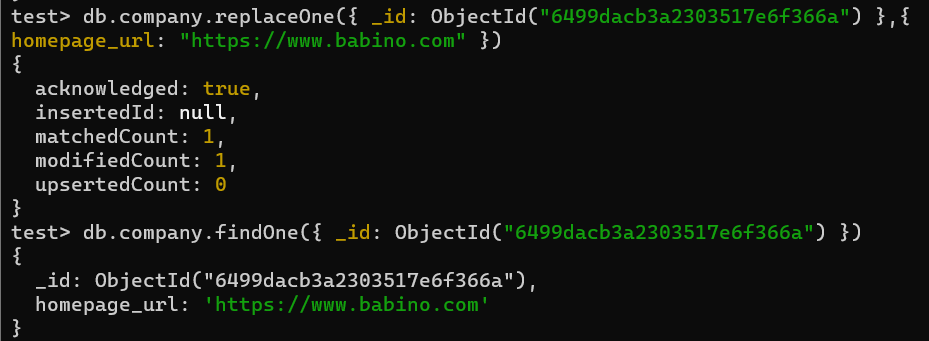 test> db.company.replaceOne({ _id: ObjectId("6499dacb3a2303517e6f366a") },{
homepage_url: "https://www.babino.com" })
{
  acknowledged: true,
  insertedId: null,
  matchedCount: 1,
  modifiedCount: 1,
  upsertedCount: 0
}
test> db.company.findOne({ _id: ObjectId("6499dacb3a2303517e6f366a") })
{
  _id: ObjectId("6499dacb3a2303517e6f366a"),
  homepage_url: 'https://www.babino.com'
}